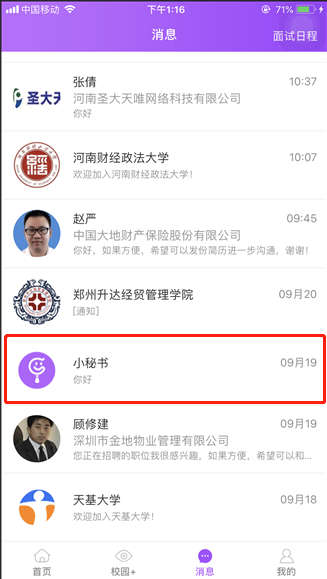 中国移动
下午1:16
71%
消息
面试日程
圣大天
张倩
10:37
河南圣大天唯网络科技有限公司
你好
河南财经政法大学
10:07
欢迎加入河南财经政法大学!
赵严
09:45
中国大地财产保险股份有限公司
你好,如果方便,希望可以发份简历进一步沟通,谢谢!
郑州升达经贸管理学院
09月20
[通知]
小秘书
09月19
你好
顾修建
09月19
深圳市金地物业管理有限公司
您正在招聘的职位我很感兴趣,如果方便,希望可以和...
天基大学
09月18
欢迎加入天基大学!
首页
校园+
消息
我的